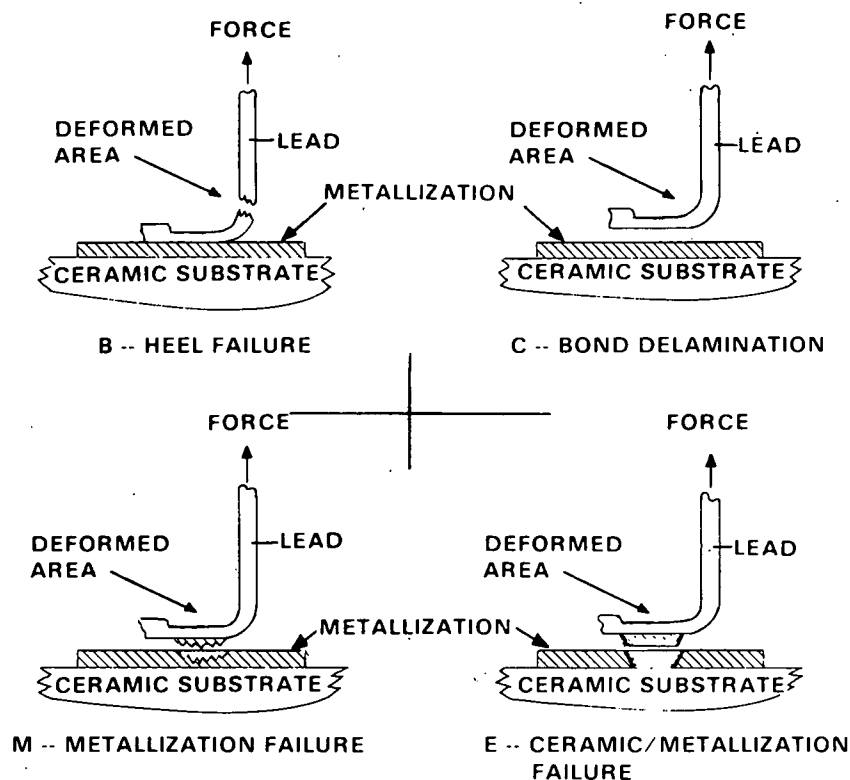 FORCE
DEFORMED
AREA
LEAD
METALLIZATION
CERAMIC SUBSTRATE
B -- HEEL FAILURE
FORCE
DEFORMED
AREA
LEAD
CERAMIC SUBSTRATE
C -- BOND DELAMINATION
FORCE
DEFORMED
AREA
LEAD
METALLIZATION
CERAMIC SUBSTRATE
M -- METALLIZATION FAILURE
FORCE
DEFORMED
AREA
LEAD
CERAMIC SUBSTRATE
E -- CERAMIC/METALLIZATION
FAILURE